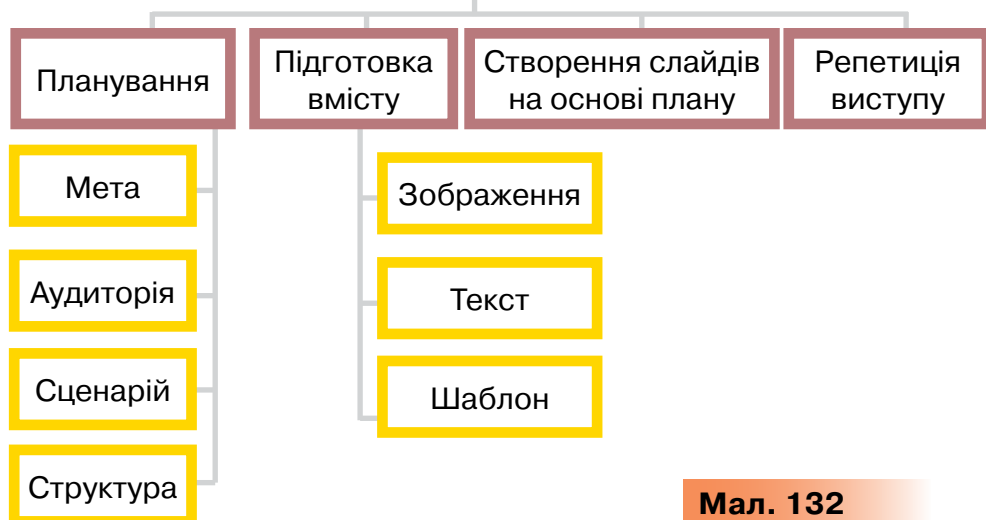 Планування
Підготовка
вмісту
Створення слайдів
на основі плану
Репетиція
виступу
Мета
Аудиторія
Сценарій
Структура
Зображення
Текст
Шаблон
Мал. 132